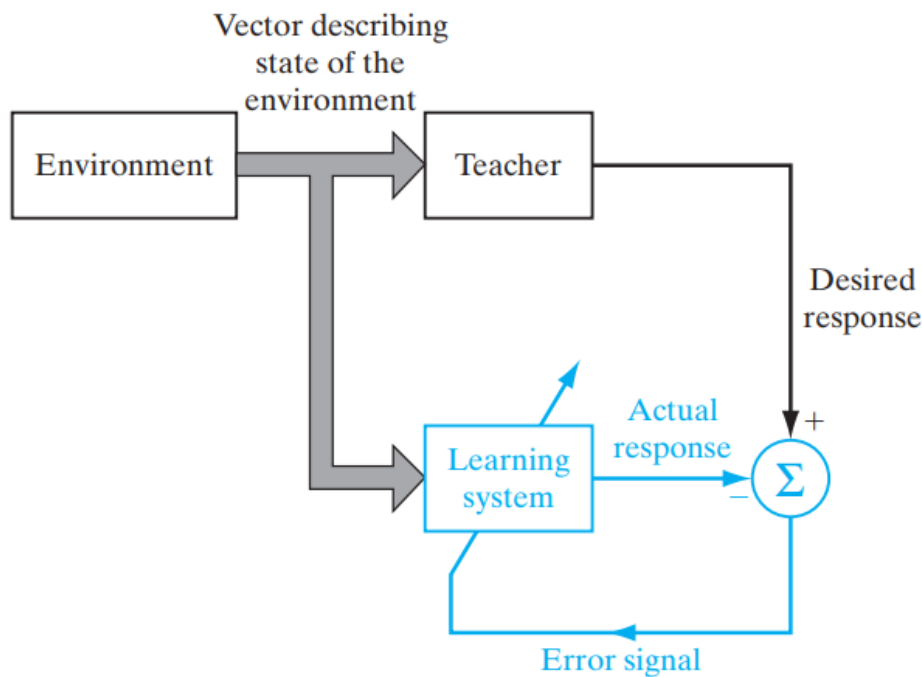 Vector describing
state of the
environment
Environment
Teacher
Desired
response
+
Actual
response
Learning
system
−
Σ
Error signal